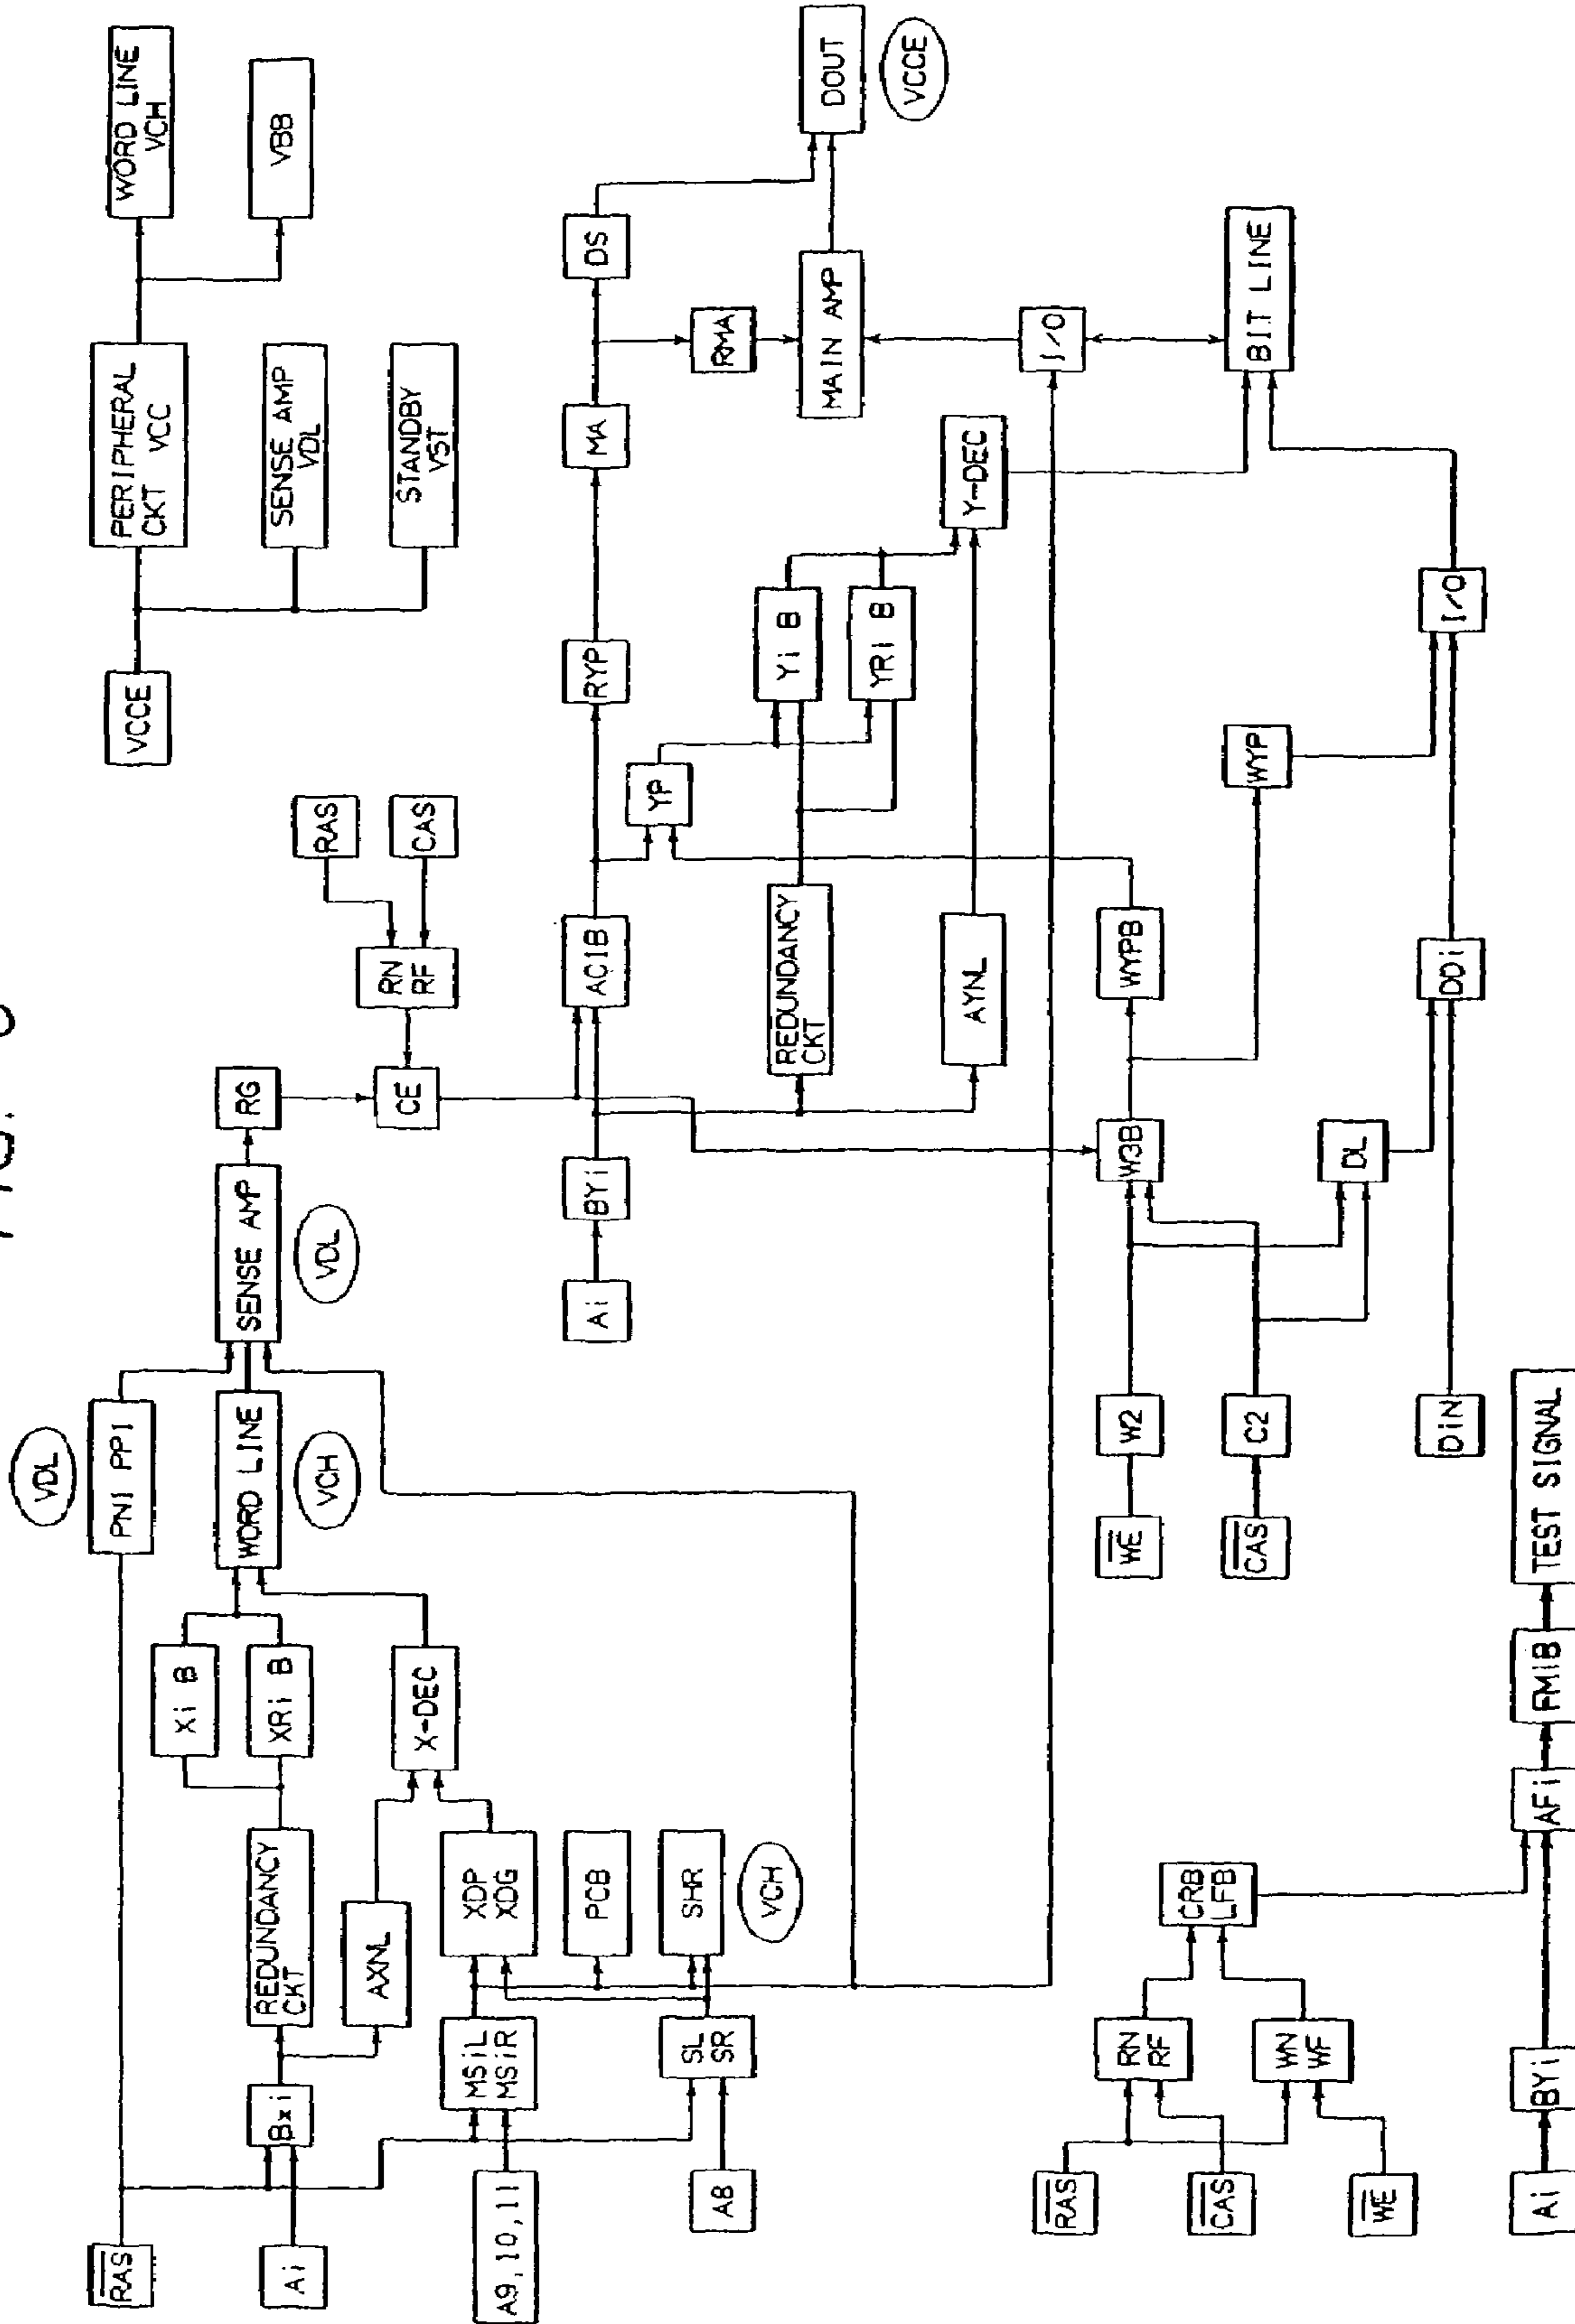 VCCE
PERIPHERAL
CKT VCC
WORD LINE
VCH
SENSE AMP
VDL
VBB
STANDBY
VST
VDL
RAS
PN1 PP1
Ai
BXi
REDUNDANCY
CKT
Xi B
XRi B
WORD LINE
VCH
SENSE AMP
VDL
RG
AXNL
X-DEC
A9, 10, 11
MSiL
MSiR
XDP
XDG
PCB
A8
SL
SR
SHR
VCH
RAS
CAS
RN
RF
CE
Ai
BYi
AC1B
RYP
MA
DS
DOUT
VCCE
YP
RMA
MAIN AMP
REDUNDANCY
CKT
Yi B
YRi B
AYNL
Y-DEC
I/O
BIT LINE
WE
W2
W3B
WYPB
WYP
CAS
C2
DL
DiN
DDi
I/O
RAS
CAS
WE
RN
RF
WN
WF
CRB
LFB
Ai
BYi
AFi
FMiB
TEST SIGNAL